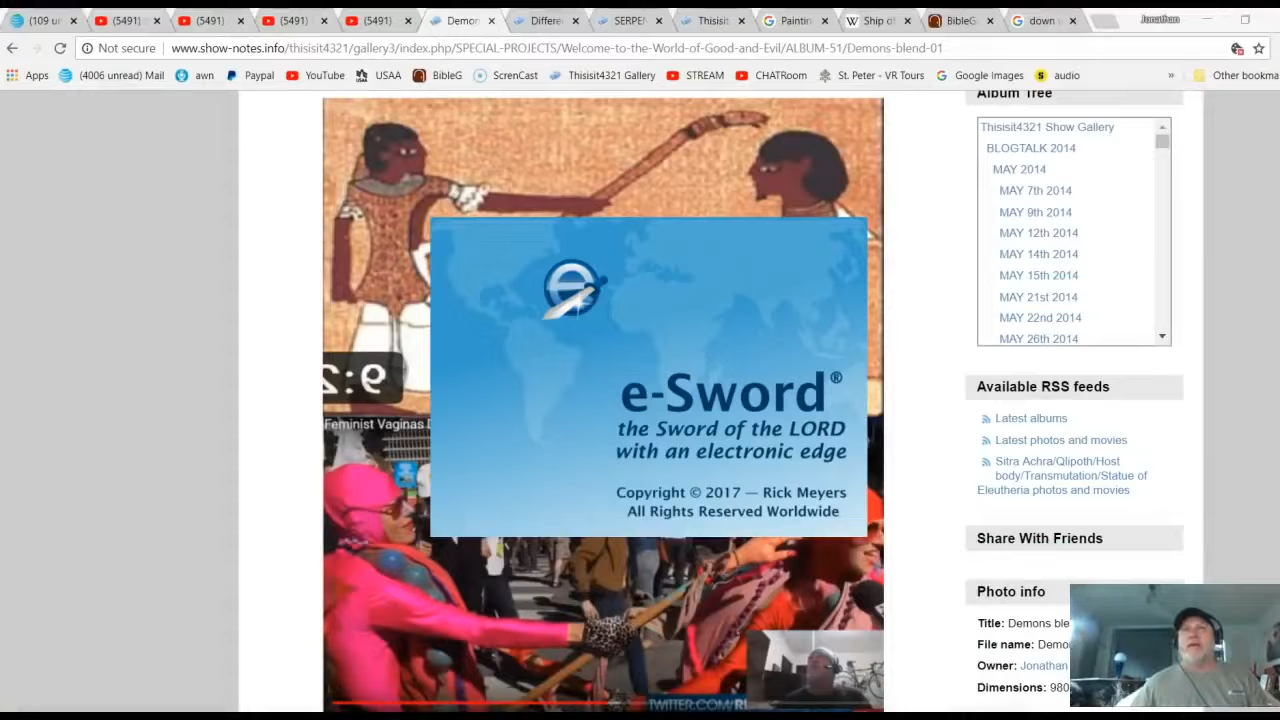 Jonathan
(109 ur
(5491)
(5491)
(5491)
(5491)
Demon
Differe
SERPE
Thisisit
Paintin
Ship of
BibleG
down v
Not secure
www.show-notes.info/thisisit4321/gallery3/index.php/SPECIAL-PROJECTS/Welcome-to-the-World-of-Good-and-Evil/ALBUM-51/Demons-blend-01
Apps
(4006 unread) Mail
awn
Paypal
YouTube
USAA
BibleG
ScrenCast
Thisisit4321 Gallery
STREAM
CHATRoom
St. Peter - VR Tours
Google Images
audio
»
Other bookma
Album Tree
Thisisit4321 Show Gallery
BLOGTALK 2014
MAY 2014
MAY 7th 2014
MAY 9th 2014
MAY 12th 2014
MAY 14th 2014
MAY 15th 2014
MAY 21st 2014
MAY 22nd 2014
MAY 26th 2014
Feminist Vaginas D
e-Sword®
the Sword of the LORD
with an electronic edge
Copyright © 2017 — Rick Meyers
All Rights Reserved Worldwide
TWITTER.COM/RI
Available RSS feeds
Latest albums
Latest photos and movies
Sitra Achra/Qlipoth/Host
body/Transmutation/Statue of
Eleutheria photos and movies
Share With Friends
Photo info
Title: Demons ble
File name: Demo
Owner: Jonathan
Dimensions: 980